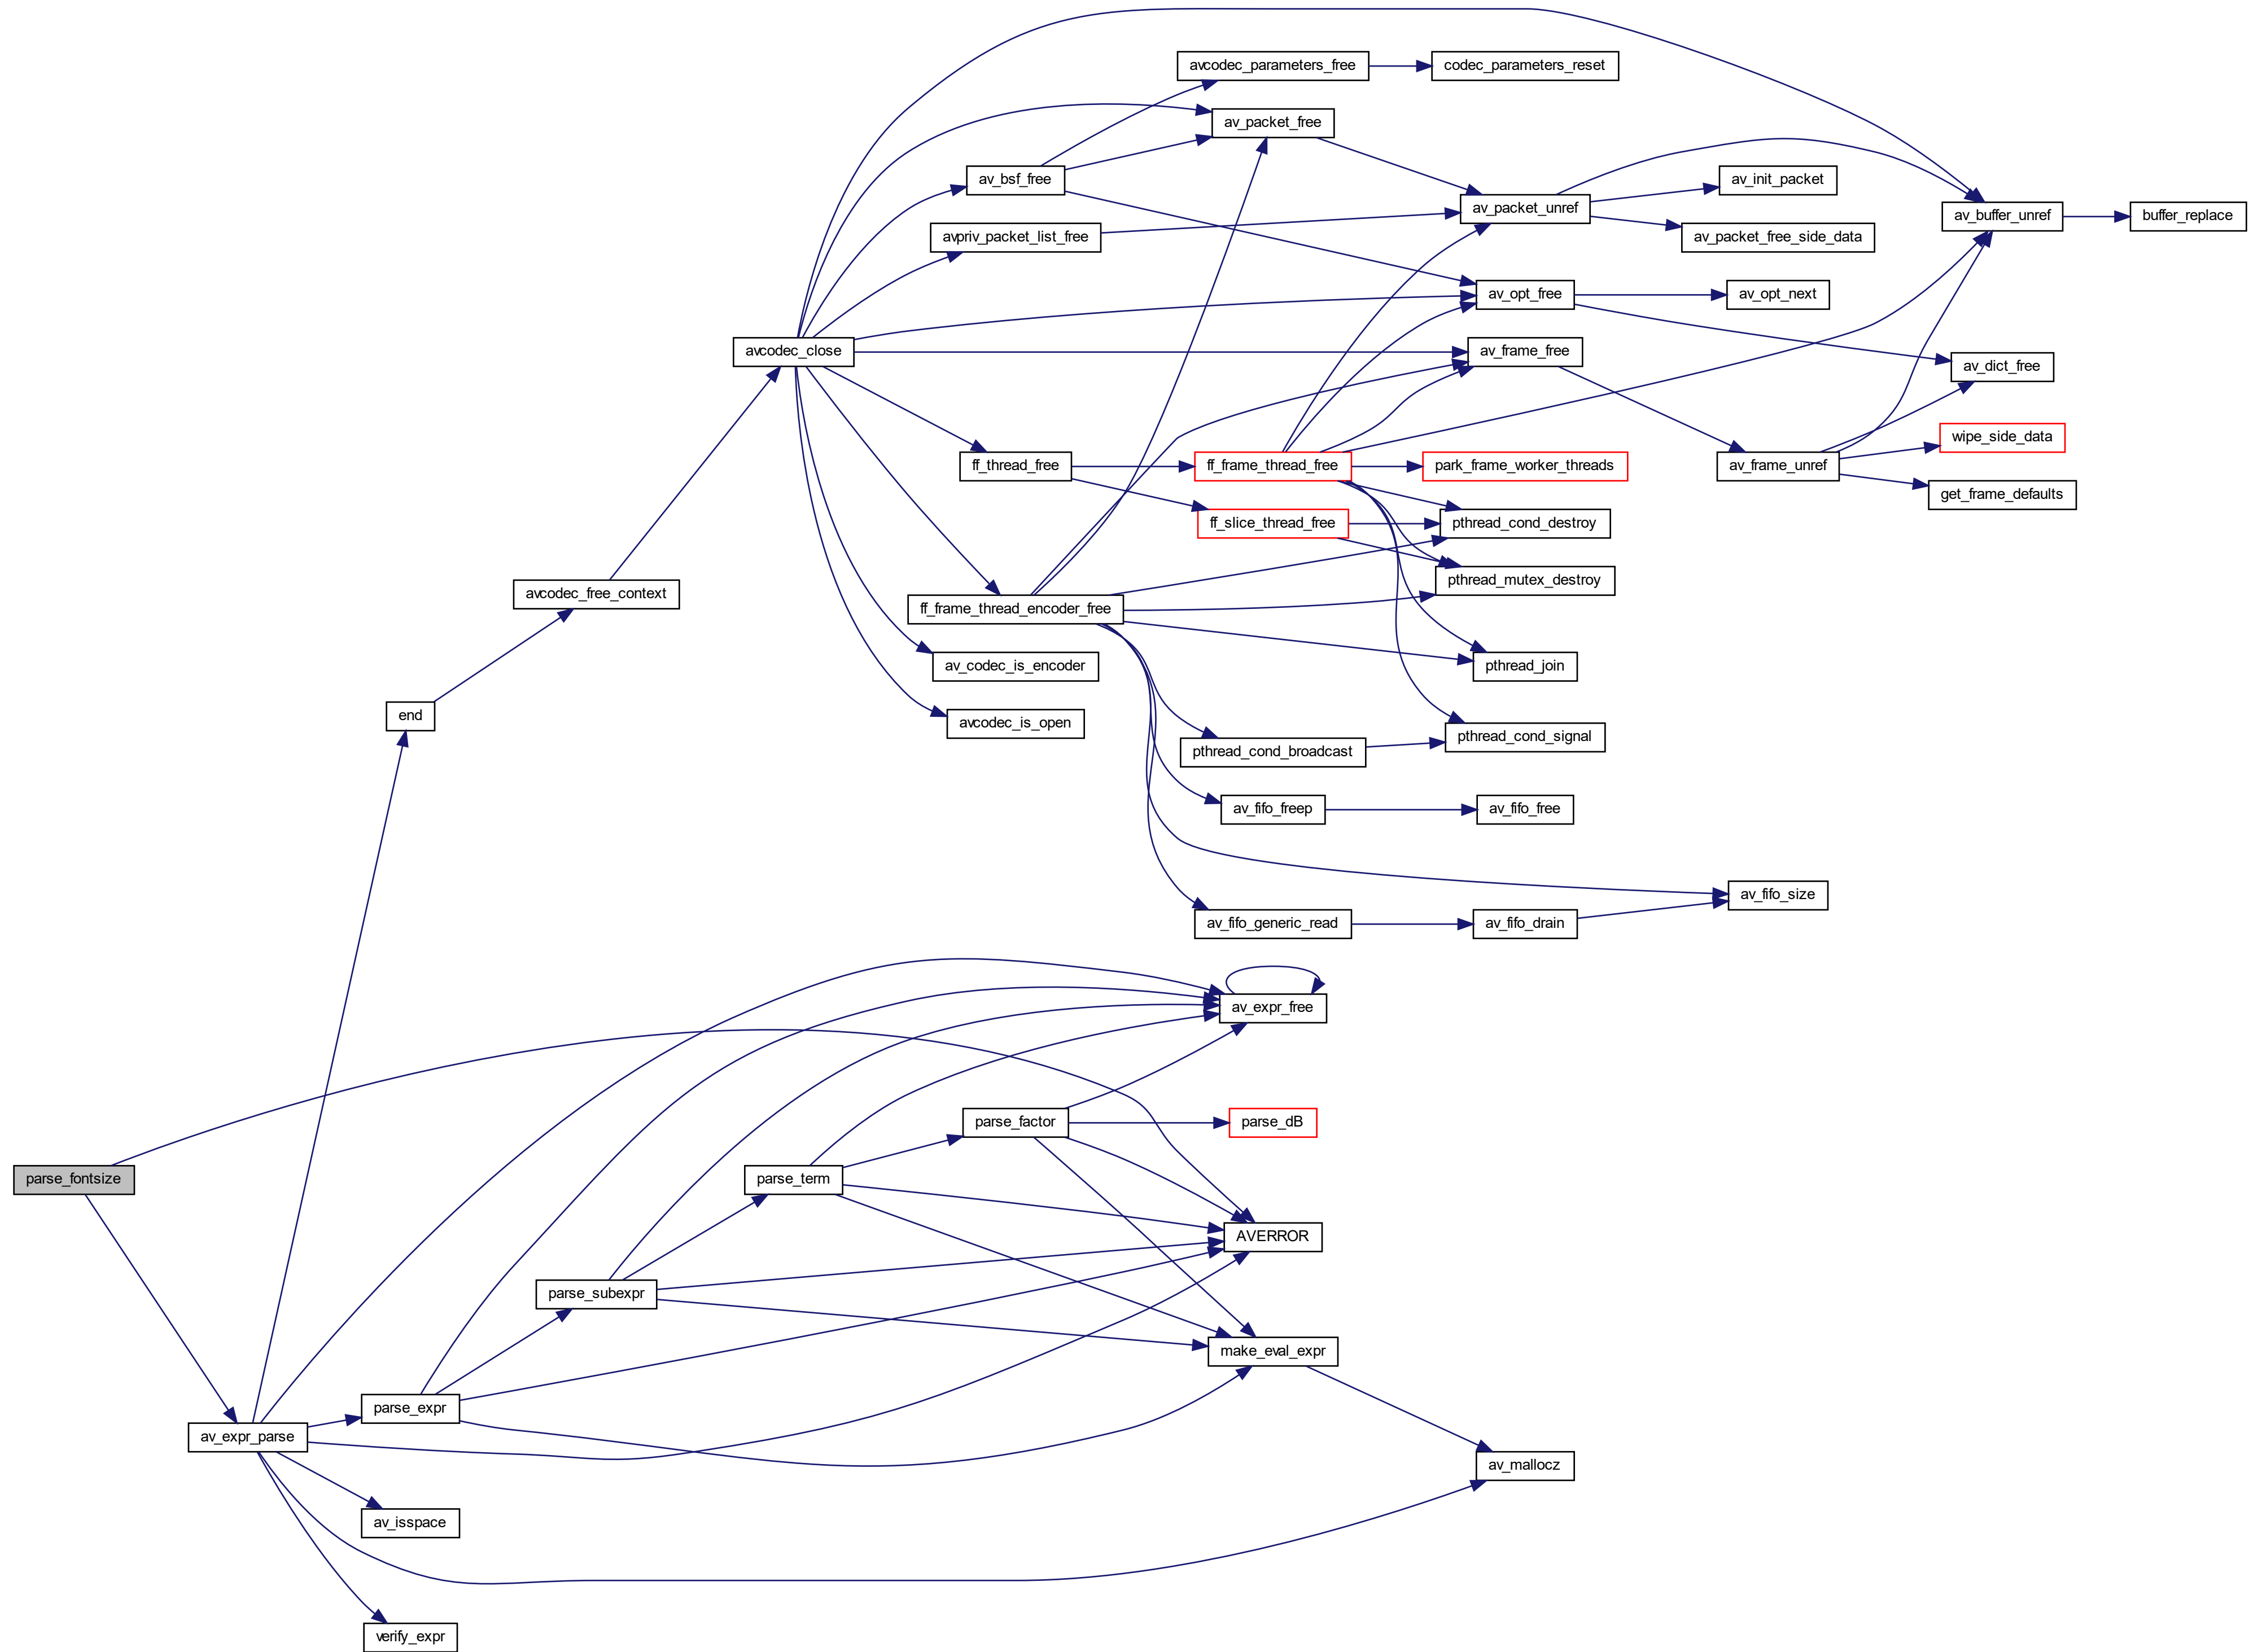 avcodec_parameters_free
codec_parameters_reset
av_packet_free
av_bsf_free
av_init_packet
av_packet_unref
av_buffer_unref
buffer_replace
avpriv_packet_list_free
av_packet_free_side_data
av_opt_free
av_opt_next
avcodec_close
av_frame_free
av_dict_free
wipe_side_data
ff_thread_free
ff_frame_thread_free
park_frame_worker_threads
av_frame_unref
get_frame_defaults
ff_slice_thread_free
pthread_cond_destroy
pthread_mutex_destroy
avcodec_free_context
ff_frame_thread_encoder_free
av_codec_is_encoder
pthread_join
end
avcodec_is_open
pthread_cond_signal
pthread_cond_broadcast
av_fifo_freep
av_fifo_free
av_fifo_size
av_fifo_generic_read
av_fifo_drain
av_expr_free
parse_factor
parse_dB
parse_fontsize
parse_term
AVERROR
parse_subexpr
make_eval_expr
parse_expr
av_expr_parse
av_mallocz
av_isspace
verify_expr